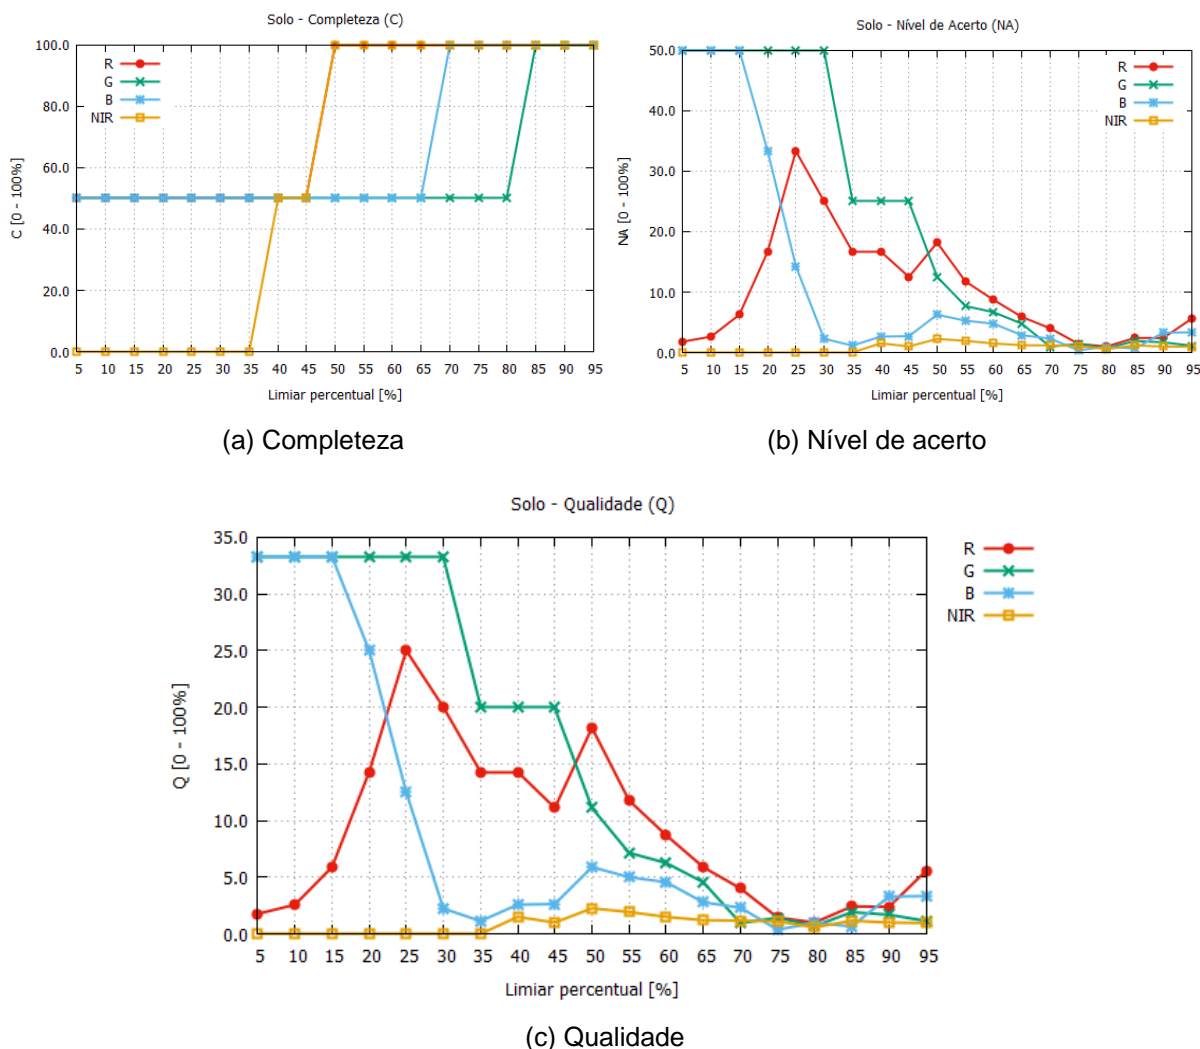 Solo - Completeza (C)
100.0
80.0
60.0
40.0
20.0
0.0
C [0 - 100%]
R
G
B
NIR
5 10 15 20 25 30 35 40 45 50 55 60 65 70 75 80 85 90 95
Limiar percentual [%]
(a) Completeza
Solo - Nível de Acerto (NA)
50.0
40.0
30.0
20.0
10.0
0.0
NA [0 - 100%]
R
G
B
NIR
5 10 15 20 25 30 35 40 45 50 55 60 65 70 75 80 85 90 95
Limiar percentual [%]
(b) Nível de acerto
Solo - Qualidade (Q)
35.0
30.0
25.0
20.0
15.0
10.0
5.0
0.0
Q [0 - 100%]
R
G
B
NIR
5 10 15 20 25 30 35 40 45 50 55 60 65 70 75 80 85 90 95
Limiar percentual [%]
(c) Qualidade